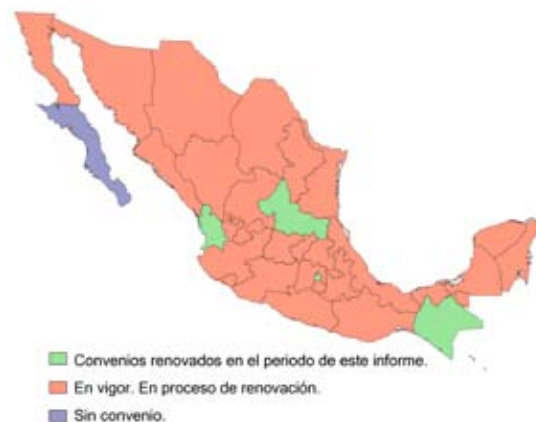 Convenios renovados en el periodo de este informe.
En vigor. En proceso de renovación.
Sin convenio.